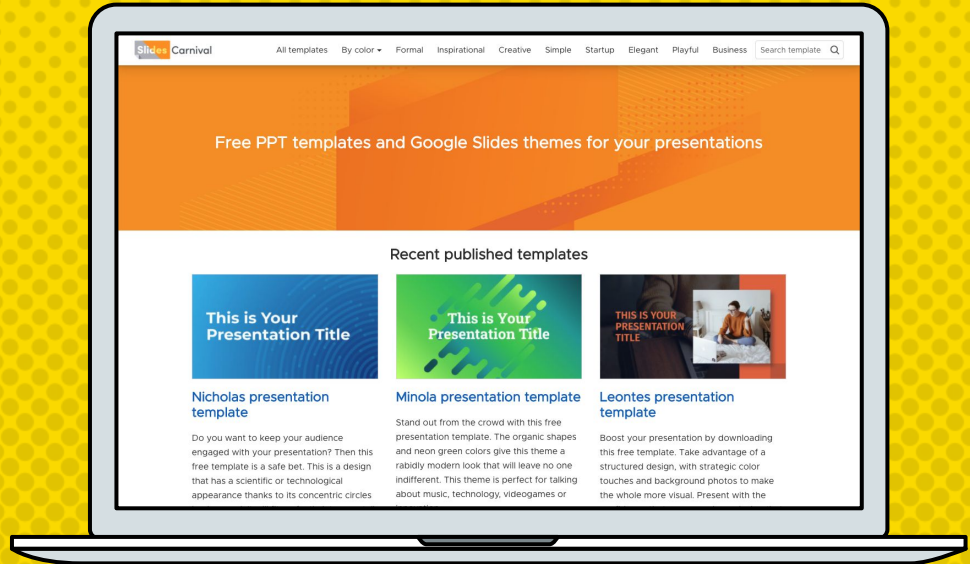 Slides Carnival
All templates By color Formal Inspirational Creative Simple Startup Elegant Playful Business Search template
Free PPT templates and Google Slides themes for your presentations
Recent published templates
This is Your
Presentation Title
Nicholas presentation
template
Do you want to keep your audience
engaged with your presentation? Then this
free template is a safe bet. This is a design
that has a scientific or technological
appearance thanks to its concentric circles
This is Your
Presentation Title
Minola presentation template
Stand out from the crowd with this free
presentation template. The organic shapes
and neon green colors give this theme a
rabidly modern look that will leave no one
indifferent. This theme is perfect for talking
about music, technology, videogames or
THIS IS YOUR
PRESENTATION
TITLE
Leontes presentation
template
Boost your presentation by downloading
this free template. Take advantage of a
structured design, with strategic color
touches and background photos to make
the whole more visual. Present with the